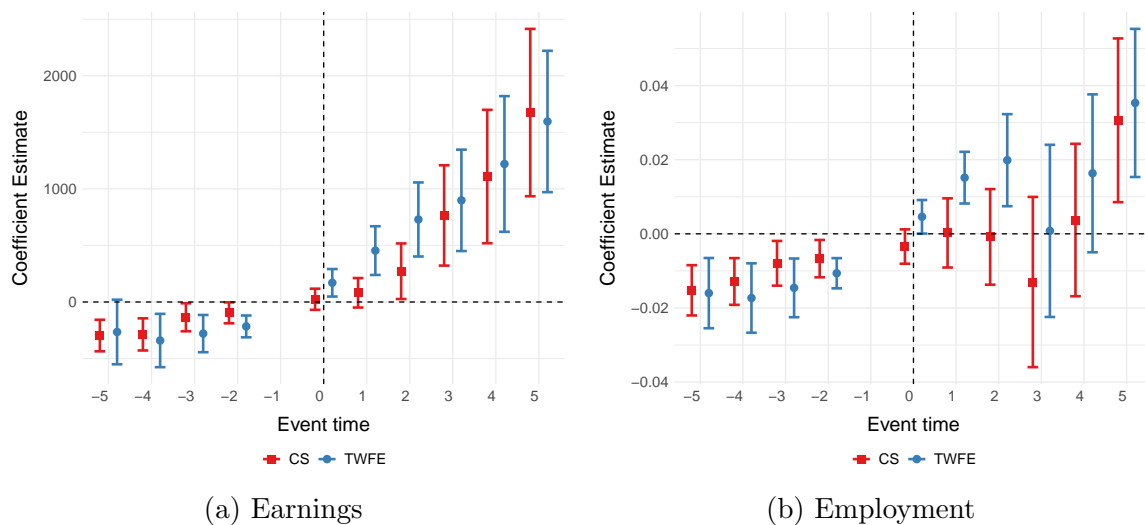 Coefficient Estimate
2000
1000
0
−5 −4 −3 −2 −1 0 1 2 3 4 5
Event time
CS TWFE
(a) Earnings
Coefficient Estimate
0.04
0.02
0.00
−0.02
−0.04
−5 −4 −3 −2 −1 0 1 2 3 4 5
Event time
CS TWFE
(b) Employment